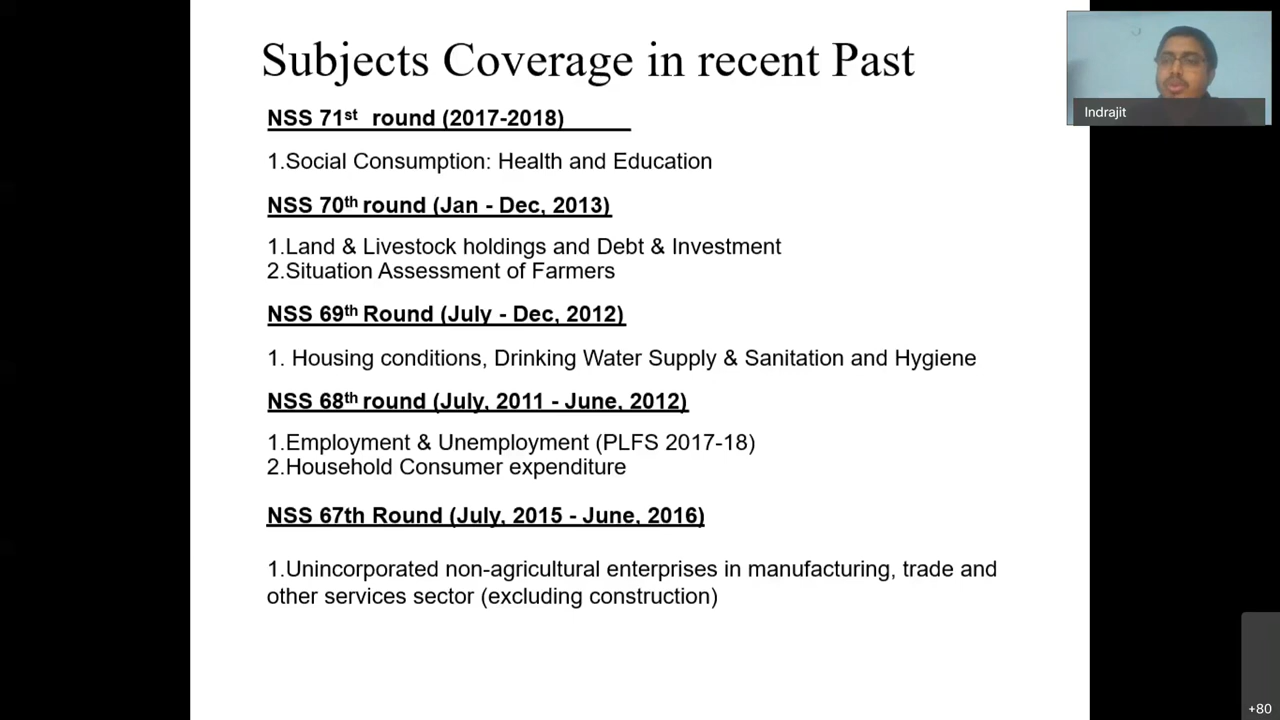 Subjects Coverage in recent Past
Indrajit
NSS 71st round (2017-2018)
1.Social Consumption: Health and Education
NSS 70th round (Jan - Dec, 2013)
1.Land & Livestock holdings and Debt & Investment
2.Situation Assessment of Farmers
NSS 69th Round (July - Dec, 2012)
1. Housing conditions, Drinking Water Supply & Sanitation and Hygiene
NSS 68th round (July, 2011 - June, 2012)
1.Employment & Unemployment (PLFS 2017-18)
2.Household Consumer expenditure
NSS 67th Round (July, 2015 - June, 2016)
1.Unincorporated non-agricultural enterprises in manufacturing, trade and
other services sector (excluding construction)
+80